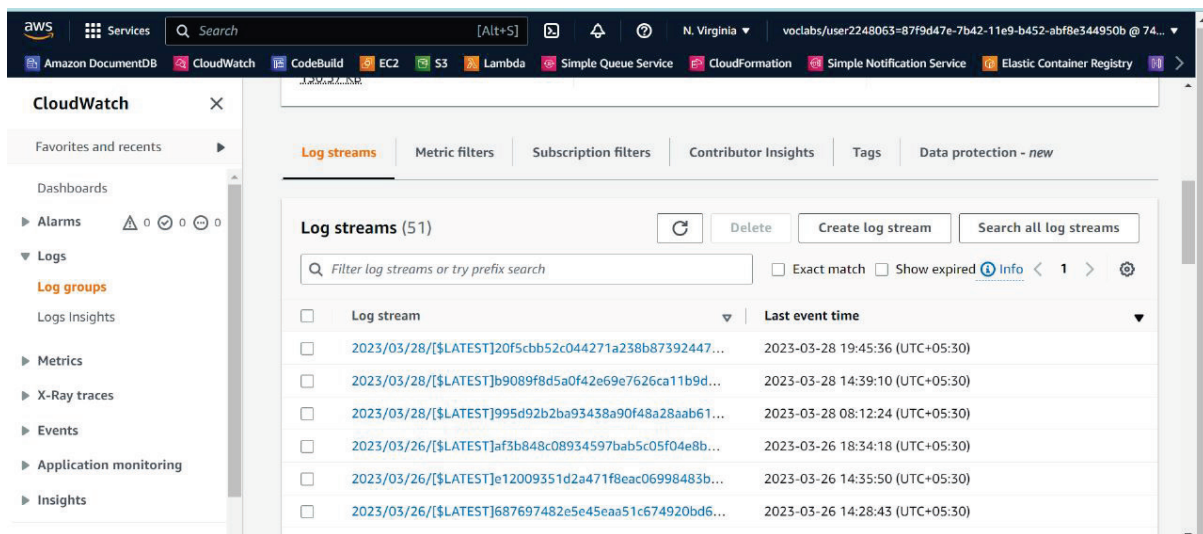 aws Services Search [Alt+S] N. Virginia voclabs/user2248063=87f9d47e-7b42-11e9-b452-abf8e344950b @ 74...
Amazon DocumentDB CloudWatch CodeBuild EC2 S3 Lambda Simple Queue Service CloudFormation Simple Notification Service Elastic Container Registry
CloudWatch
Favorites and recents
Dashboards
Alarms 0 0 0
Logs
Log groups
Logs Insights
Metrics
X-Ray traces
Events
Application monitoring
Insights
Log streams Metric filters Subscription filters Contributor Insights Tags Data protection - new
Log streams (51) Delete Create log stream Search all log streams
Filter log streams or try prefix search Exact match Show expired Info 1
Log stream Last event time
2023/03/28/[$LATEST]20f5cbb52c044271a238b87392447... 2023-03-28 19:45:36 (UTC+05:30)
2023/03/28/[$LATEST]b9089f8d5a0f42e69e7626ca11b9d... 2023-03-28 14:39:10 (UTC+05:30)
2023/03/28/[$LATEST]995d92b2ba93438a90f48a28aab61... 2023-03-28 08:12:24 (UTC+05:30)
2023/03/26/[$LATEST]af3b848c08934597bab5c05f04e8b... 2023-03-26 18:34:18 (UTC+05:30)
2023/03/26/[$LATEST]e12009351d2a471f8eac06998483b... 2023-03-26 14:35:50 (UTC+05:30)
2023/03/26/[$LATEST]687697482e5e45eaa51c674920bd6... 2023-03-26 14:28:43 (UTC+05:30)